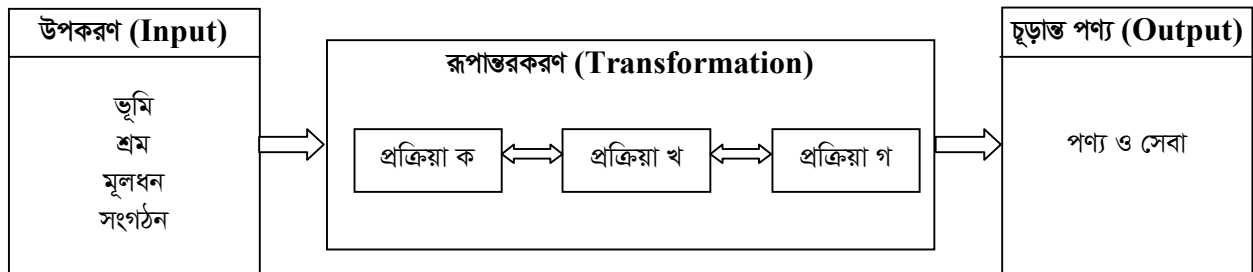 উপকরণ (Input)
ভূমি
শ্রম
মূলধন
সংগঠন
রূপান্তরকরণ (Transformation)
প্রক্রিয়া ক
প্রক্রিয়া খ
প্রক্রিয়া গ
চূড়ান্ত পণ্য (Output)
পণ্য ও সেবা